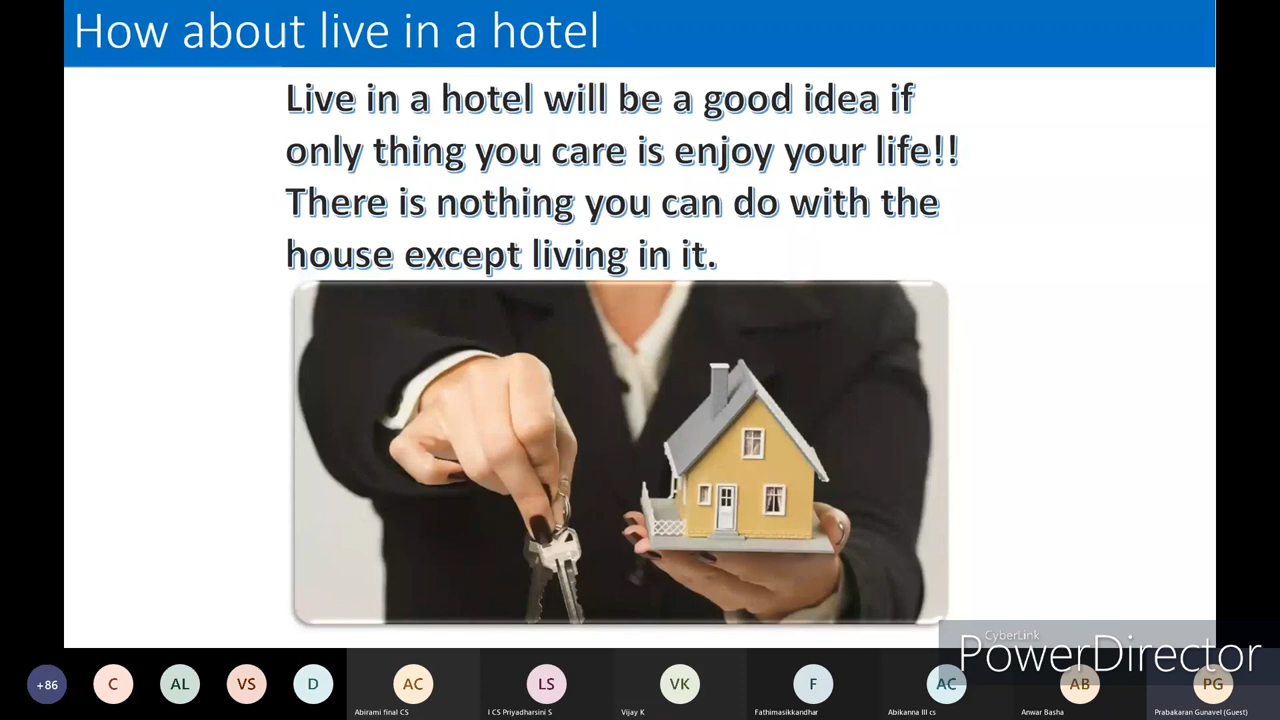 How about live in a hotel
Live in a hotel will be a good idea if
only thing you care is enjoy your life!!
There is nothing you can do with the
house except living in it.
CyberLink
PowerDirector
+86
C
AL
VS
D
AC
LS
VK
F
AC
AB
PG
Abirami final CS
I CS Priyadharsini S
Vijay K
Fathimasikkandhar
Abikanna III cs
Anwar Basha
Prabakaran Gunavel (Guest)